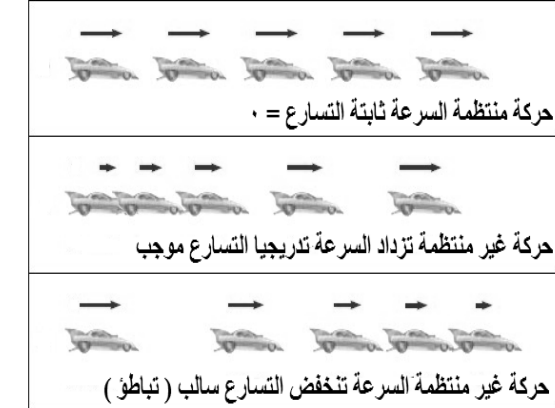 حركة منتظمة السرعة ثابتة التسارع = ٠
حركة غير منتظمة تزداد السرعة تدريجيا التسارع موجب
حركة غير منتظمة السرعة تنخفض التسارع سالب ( تباطؤ )